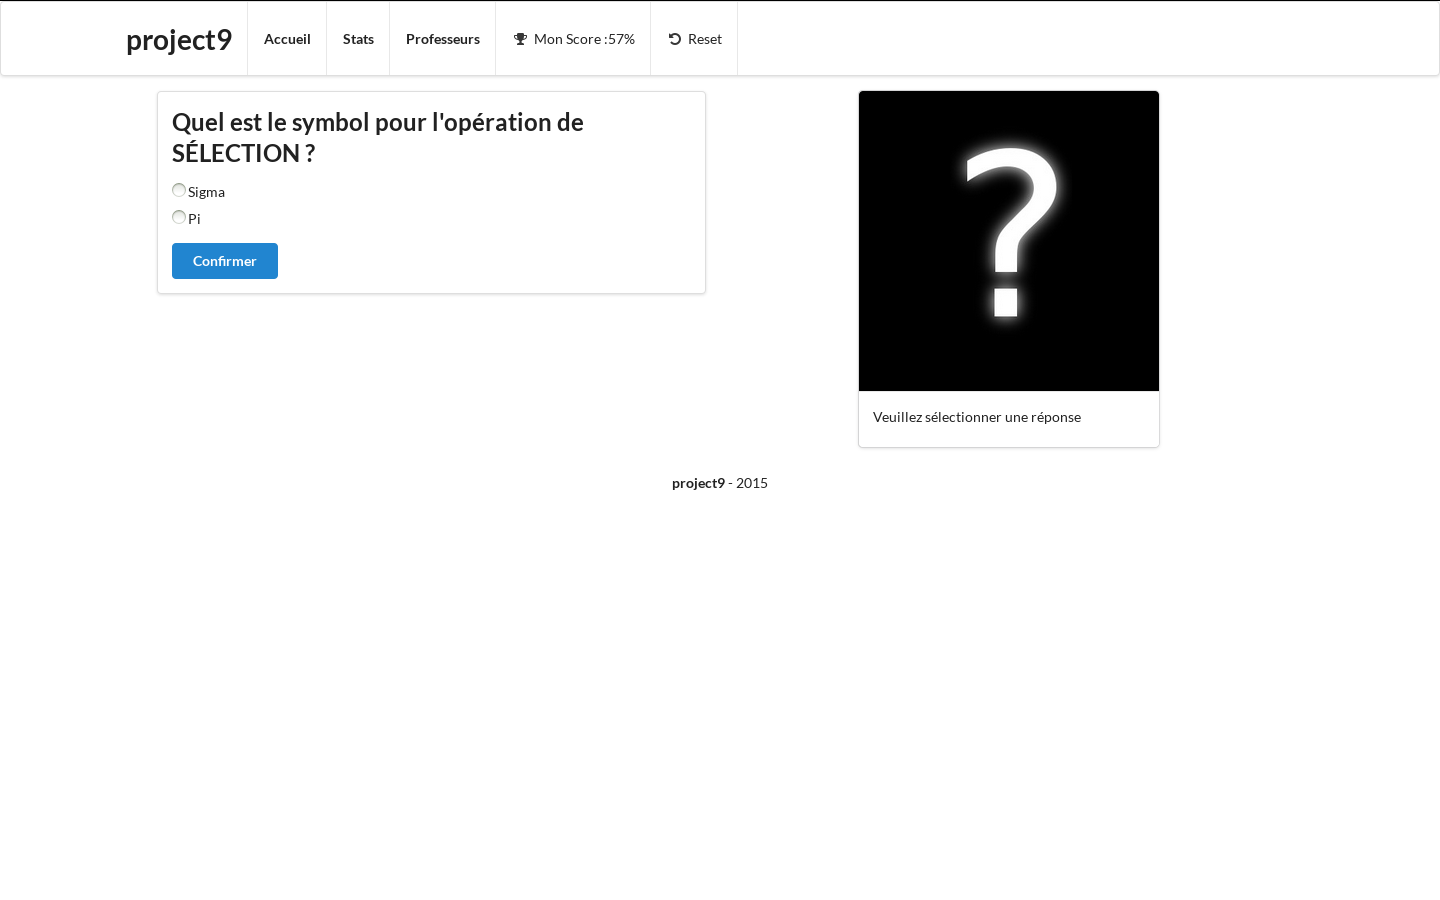 project9
Accueil
Stats
Professeurs
Mon Score :57%
Reset
Quel est le symbol pour l'opération de
SÉLECTION ?
Sigma
Pi
Confirmer
?
Veuillez sélectionner une réponse
project9 - 2015